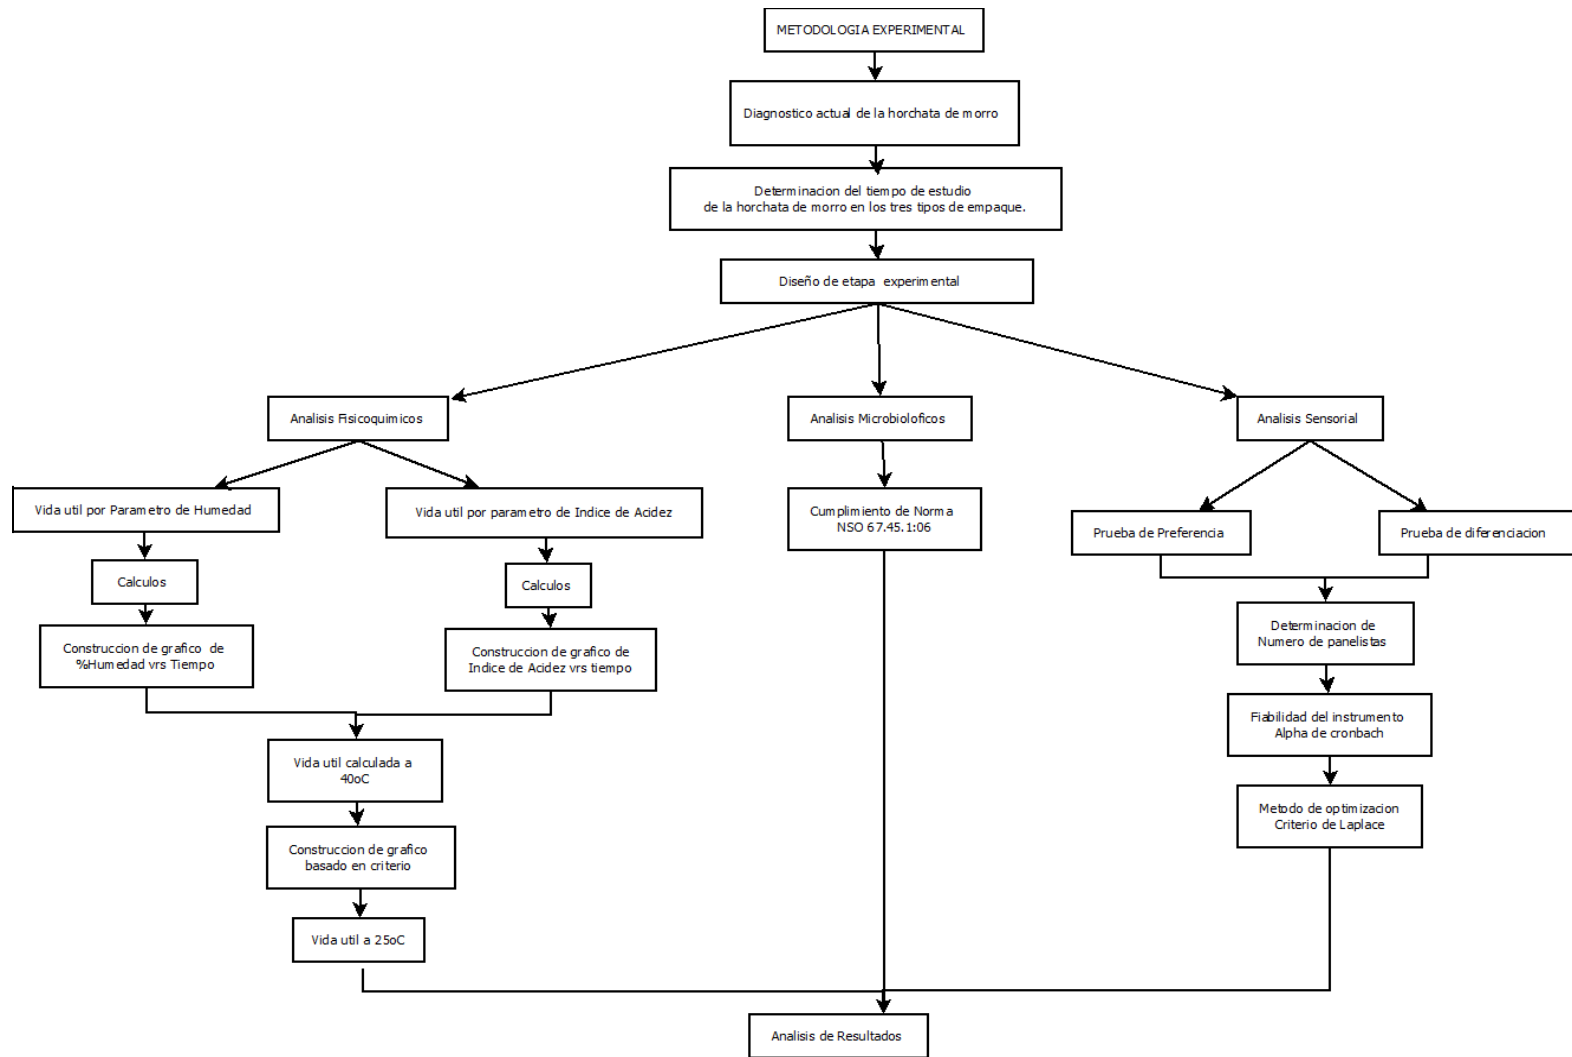 METODOLOGIA EXPERIMENTAL
Diagnostico actual de la horchata de morro
Determinacion del tiempo de estudio
de la horchata de morro en los tres tipos de empaque.
Diseño de etapa experimental
Analisis Fisicoquimicos
Analisis Microbioloficos
Analisis Sensorial
Vida util por Parametro de Humedad
Vida util por parametro de Indice de Acidez
Cumplimiento de Norma
NSO 67.45.1:06
Prueba de Preferencia
Prueba de diferenciacion
Calculos
Calculos
Construccion de grafico de
%Humedad vrs Tiempo
Construccion de grafico de
Indice de Acidez vrs tiempo
Determinacion de
Numero de panelistas
Fiabilidad del instrumento
Alpha de cronbach
Vida util calculada a
40oC
Metodo de optimizacion
Criterio de Laplace
Construccion de grafico
basado en criterio
Vida util a 25oC
Analisis de Resultados